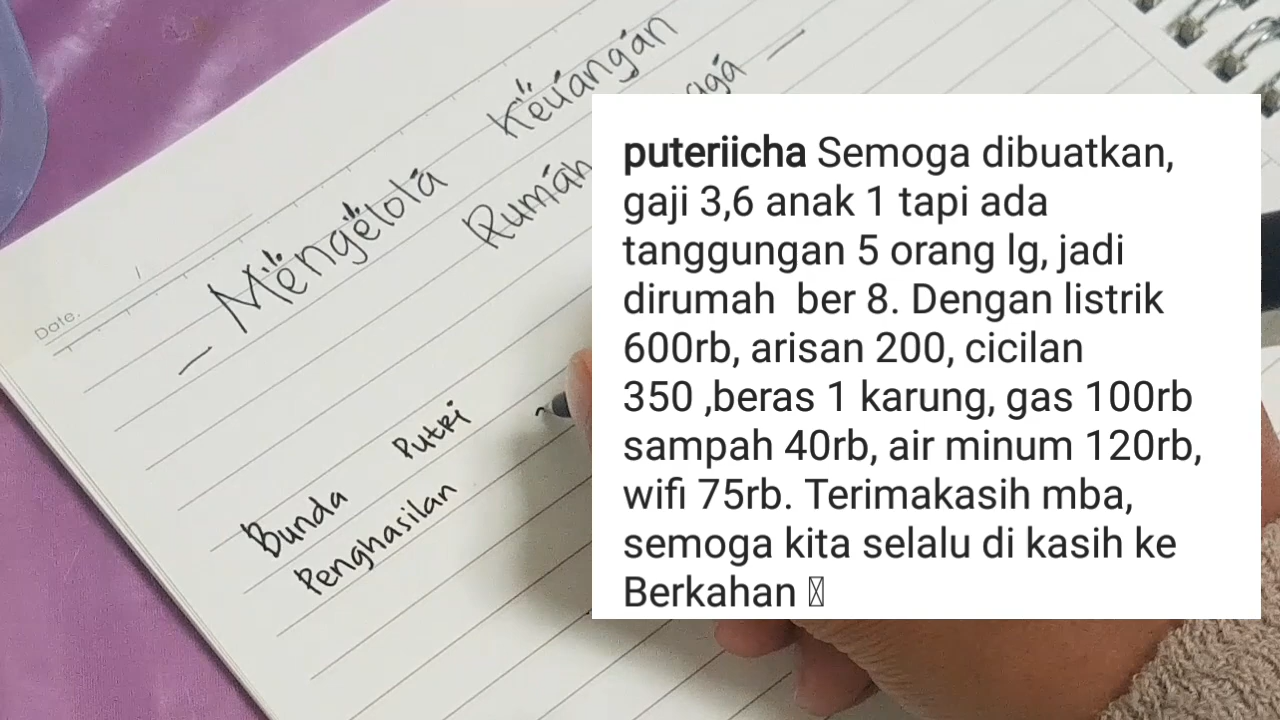 Date.
— Mengelola Keuangan
Rumah aga —
Bunda Putri
Penghasilan
puteriicha Semoga dibuatkan,
gaji 3,6 anak 1 tapi ada
tanggungan 5 orang lg, jadi
dirumah ber 8. Dengan listrik
600rb, arisan 200, cicilan
350 ,beras 1 karung, gas 100rb
sampah 40rb, air minum 120rb,
wifi 75rb. Terimakasih mba,
semoga kita selalu di kasih ke
Berkahan